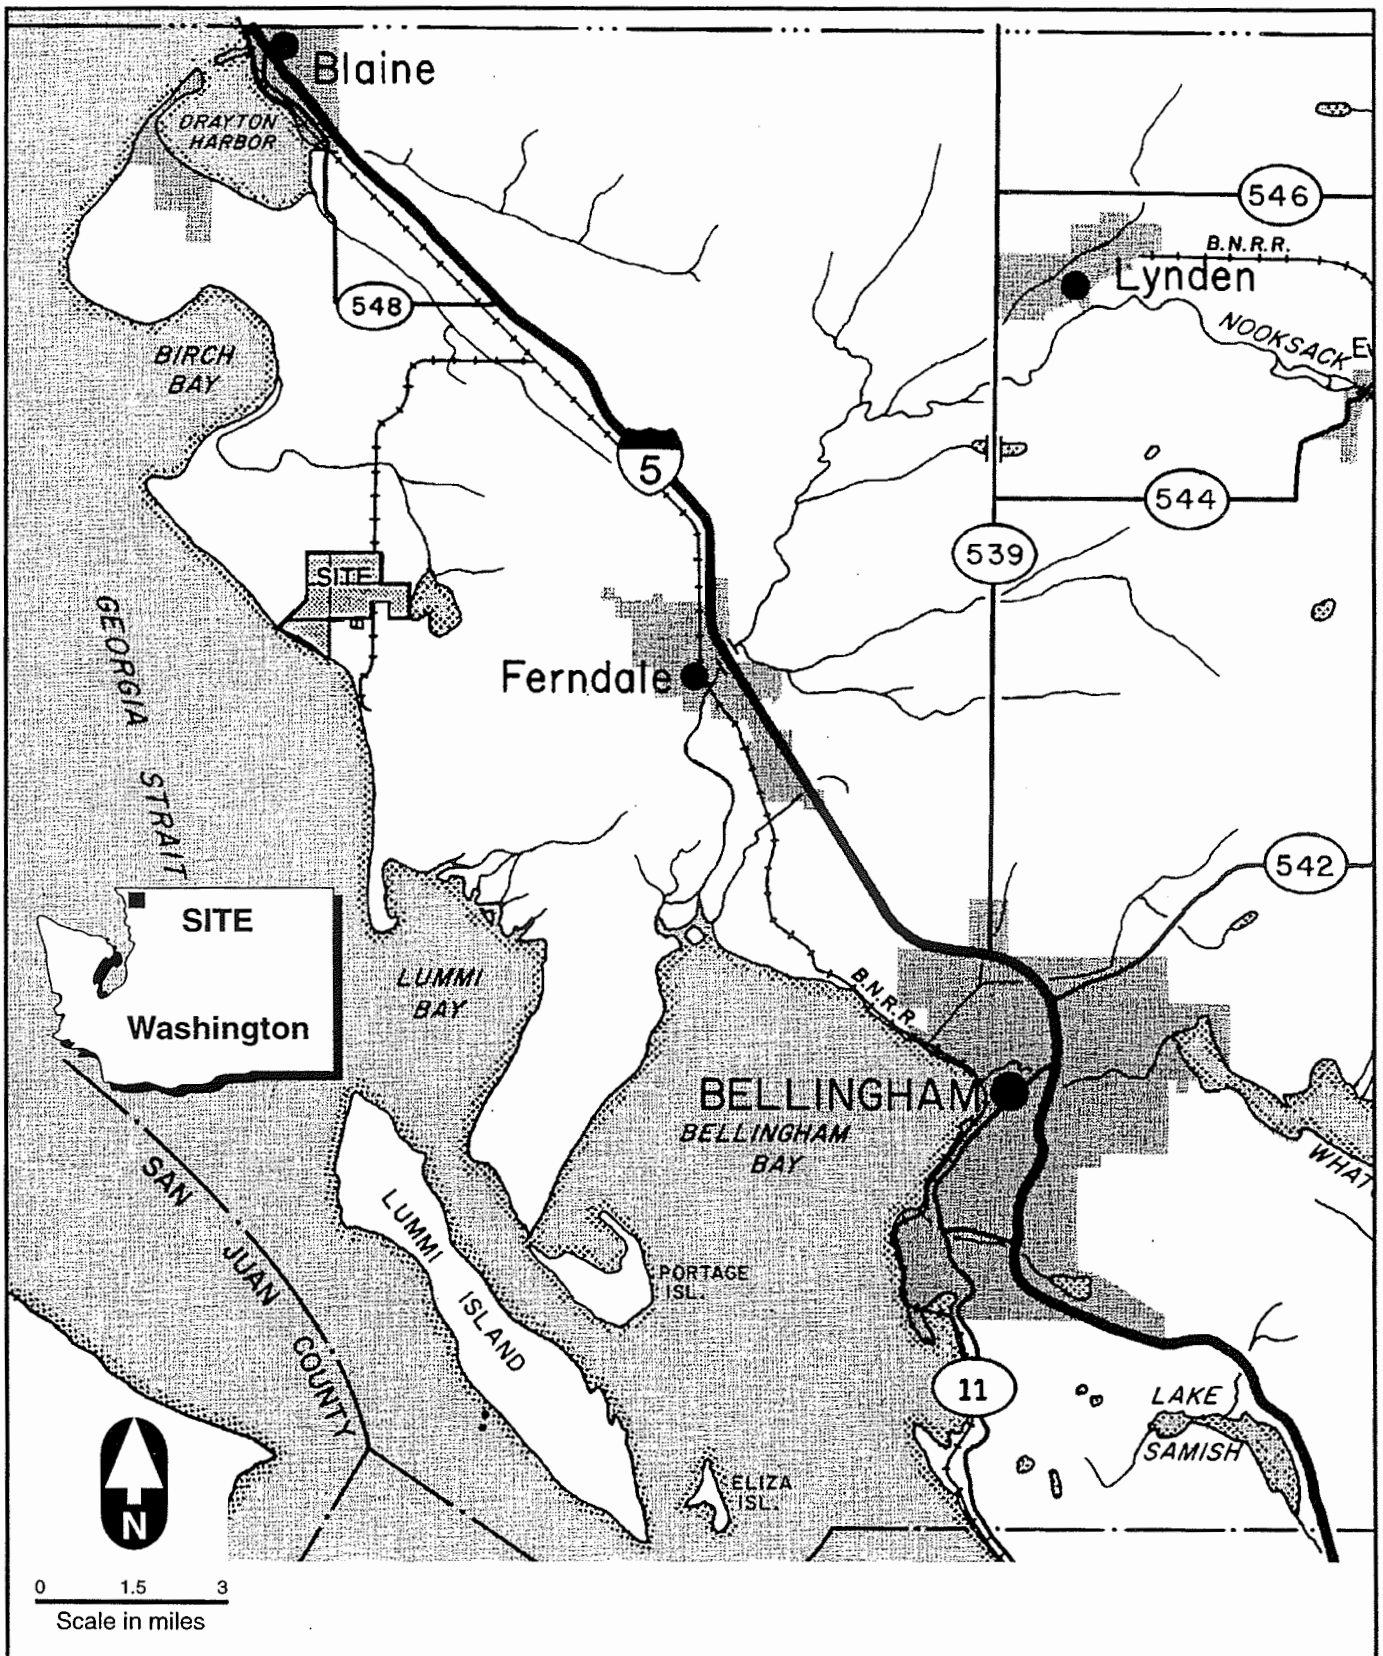 Blaine
DRAYTON
HARBOR
546
B.N.R.R.
Lynden
548
NOOKSACK
BIRCH
BAY
5
544
539
SITE
GEORGIA
STRAIT
Ferndale
542
SITE
Washington
LUMMI
BAY
B.N.R.R.
BELLINGHAM
BELLINGHAM
BAY
WHAT
SAN
JUAN
COUNTY
LUMMI
ISLAND
PORTAGE
ISL.
11
LAKE
SAMISH
ELIZA
ISL.
N
0 1.5 3
Scale in miles